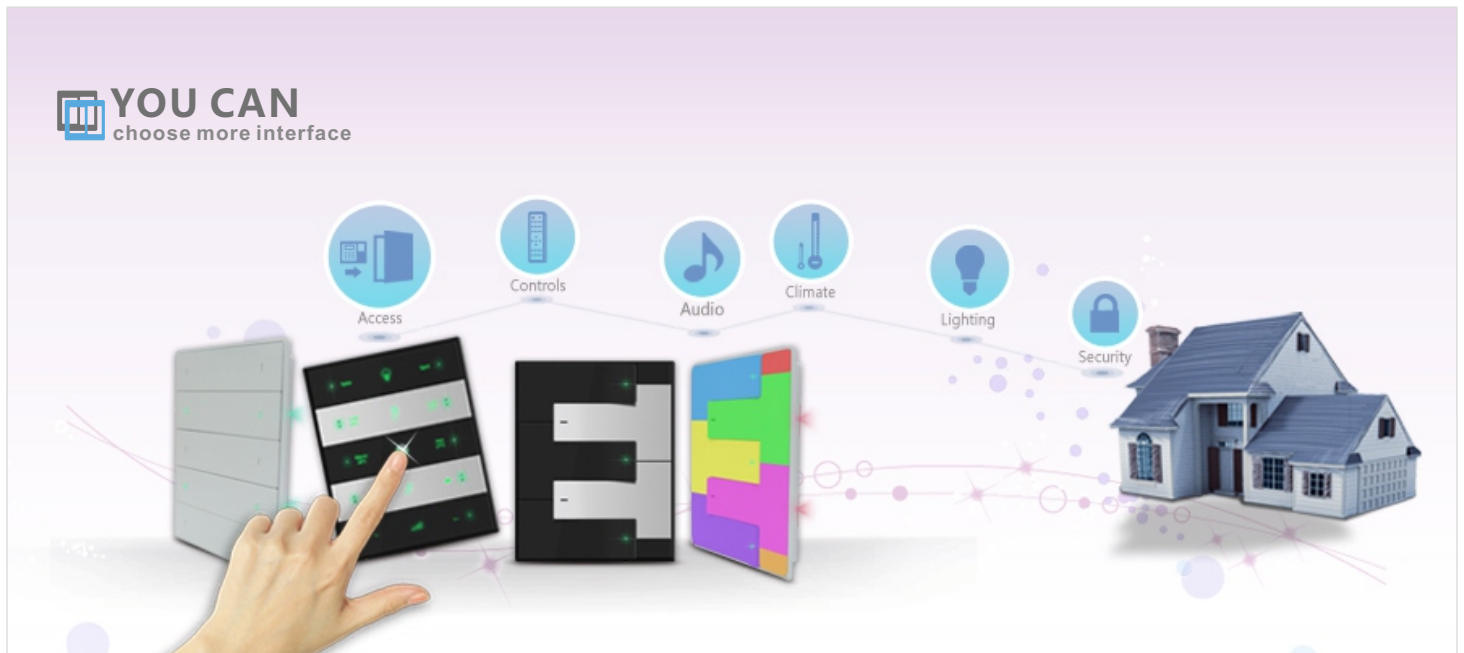 YOU CAN
choose more interface
Controls
Climate
Audio
Access
Lighting
Security